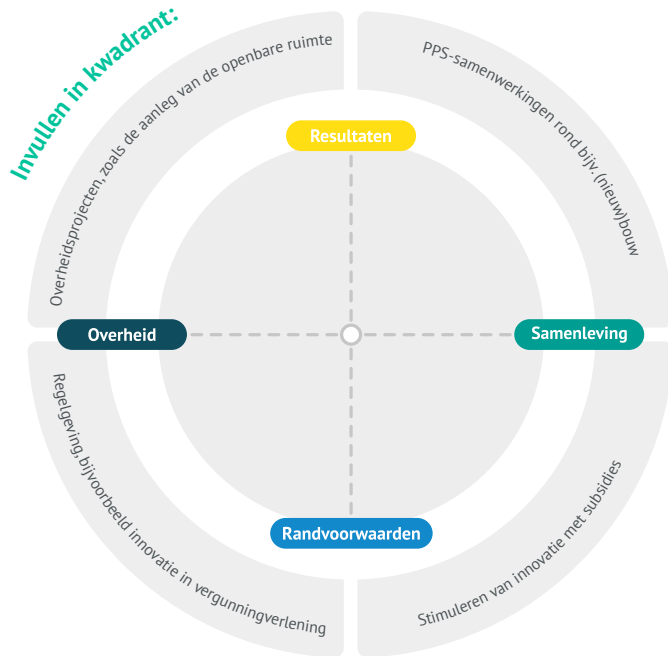 Invullen in kwadrant:
Overheidsprojecten, zoals de aanleg van de openbare ruimte
PPS-samenwerkingen rond bijv. (nieuw)bouw
Resultaten
Overheid
Samenleving
Randvoorwaarden
Regelgeving, bijvoorbeeld innovatie in vergunningverlening
Stimuleren van innovatie met subsidies